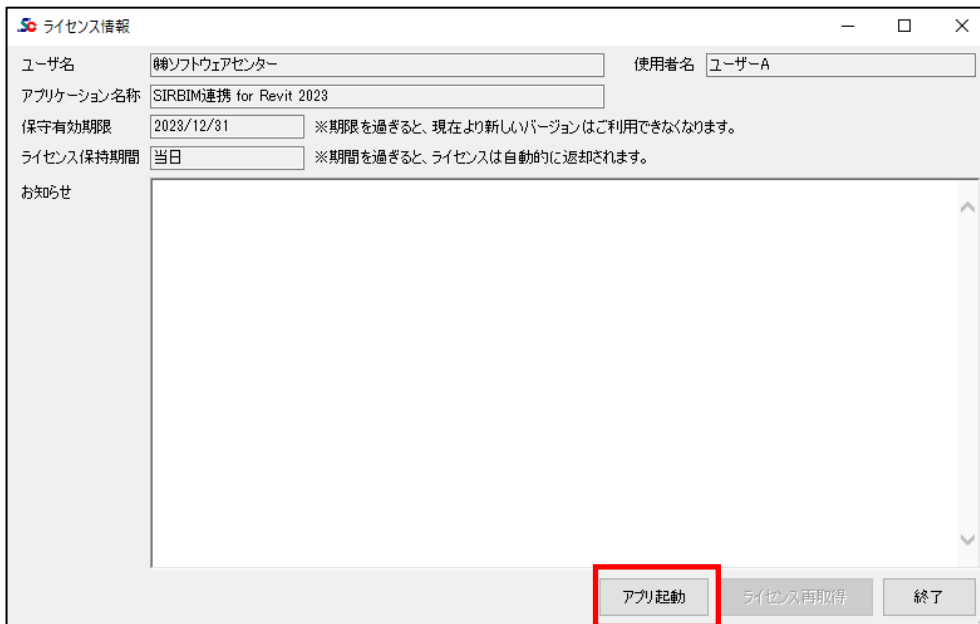 Sc ライセンス情報
ユーザ名 ㈱ソフトウェアセンター 使用者名 ユーザーA
アプリケーション名称 SIRBIM連携 for Revit 2023
保守有効期限 2023/12/31 ※期限を過ぎると、現在より新しいバージョンはご利用できなくなります。
ライセンス保持期間 当日 ※期間を過ぎると、ライセンスは自動的に返却されます。
お知らせ
アプリ起動 ライセンス再取得 終了